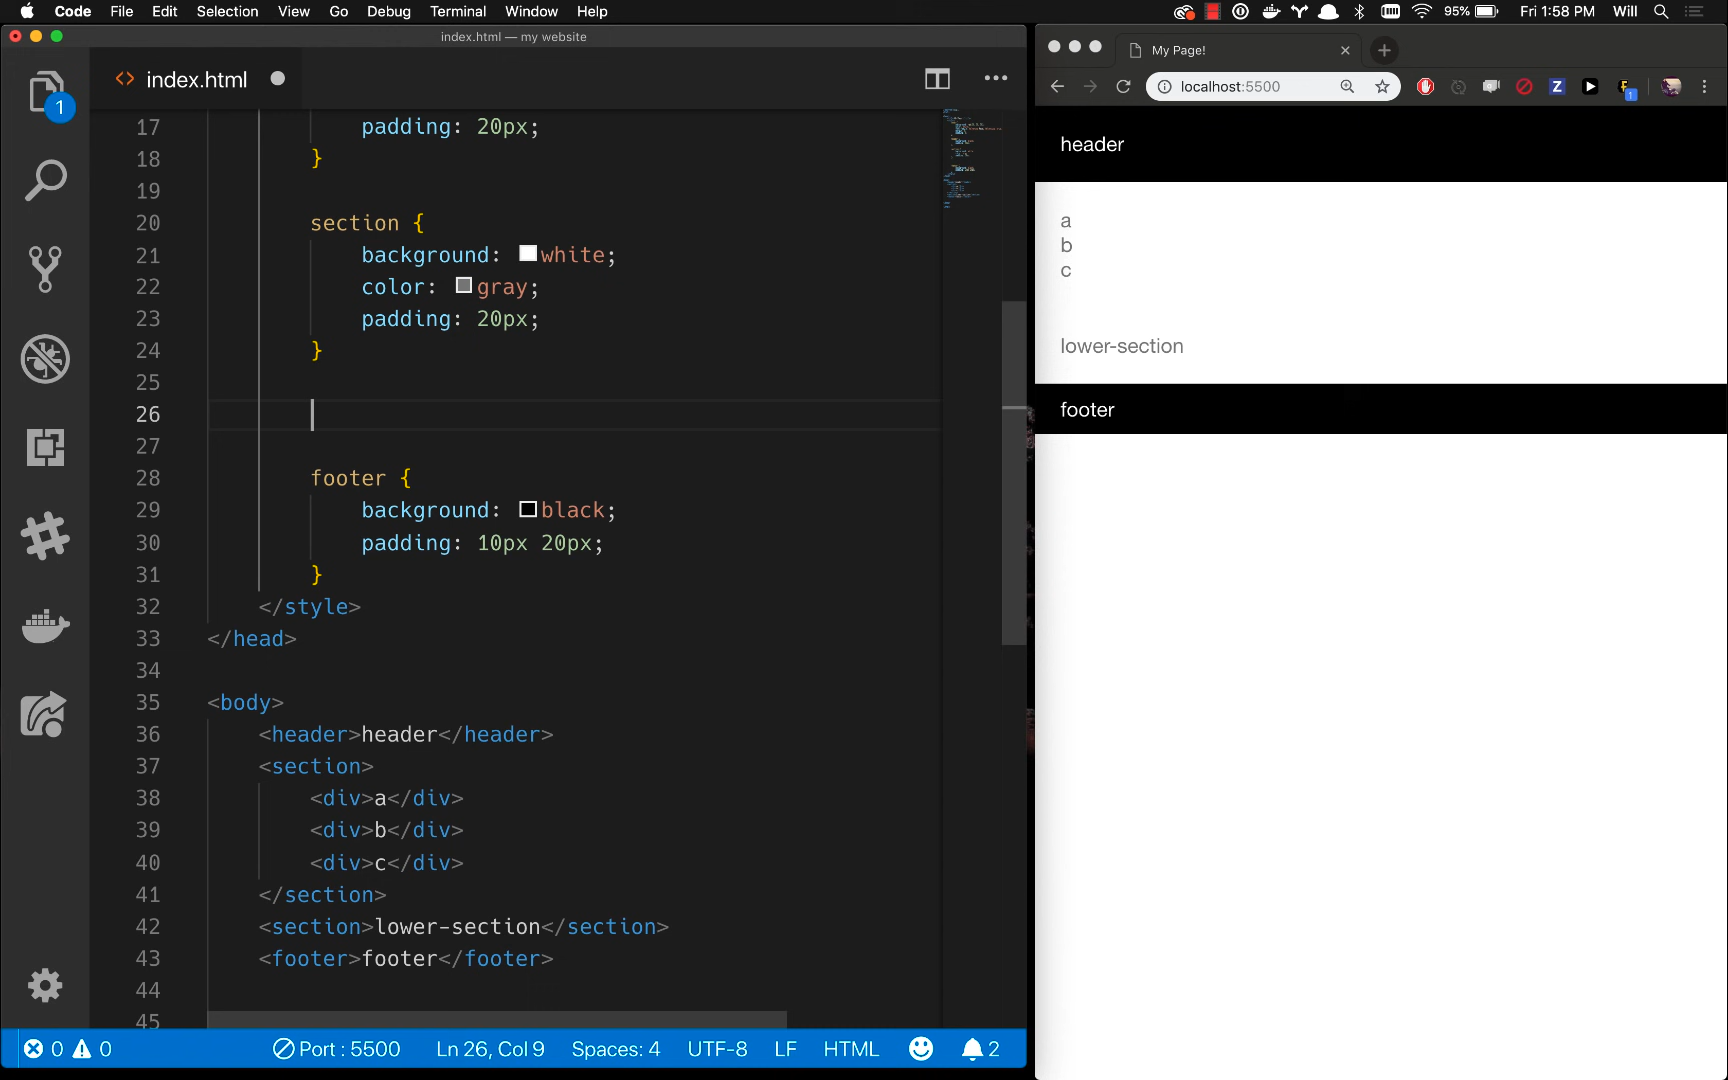 Code File Edit Selection View Go Debug Terminal Window Help 95% Fri 1:58 PM Will
index.html — my website
<> index.html
My Page!
localhost:5500
1
17 padding: 20px;
18 }
19
20 section {
21 background: white;
22 color: gray;
23 padding: 20px;
24 }
25
26
27
28 footer {
29 background: black;
30 padding: 10px 20px;
31 }
32 </style>
33 </head>
34
35 <body>
36 <header>header</header>
37 <section>
38 <div>a</div>
39 <div>b</div>
40 <div>c</div>
41 </section>
42 <section>lower-section</section>
43 <footer>footer</footer>
44
45
0 0 Port : 5500 Ln 26, Col 9 Spaces: 4 UTF-8 LF HTML 2
Z
1
header
a
b
c
lower-section
footer